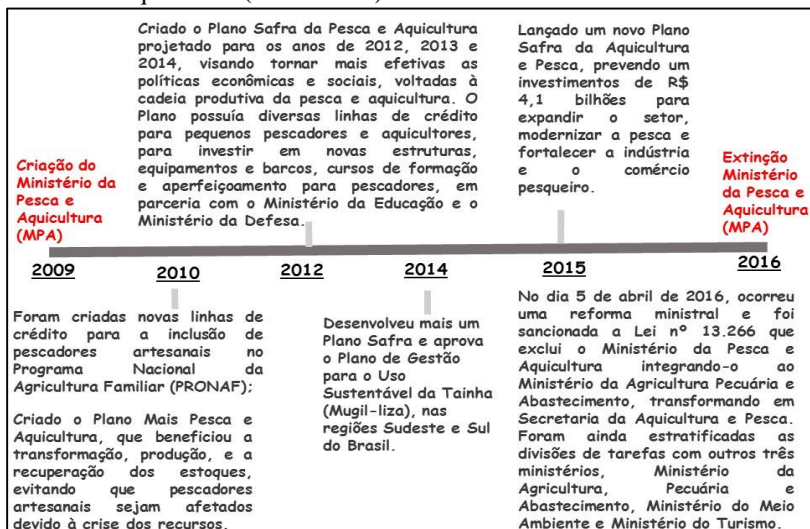 Criado o Plano Safra da Pesca e Aquicultura
projetado para os anos de 2012, 2013 e
2014, visando tornar mais efetivas as
políticas econômicas e sociais, voltadas à
cadeia produtiva da pesca e aquicultura. O
Plano possuía diversas linhas de crédito
para pequenos pescadores e aquicultores,
para investir em novas estruturas,
equipamentos e barcos, cursos de formação
e aperfeiçoamento para pescadores, em
parceria com o Ministério da Educação e o
Ministério da Defesa.
Lançado um novo Plano
Safra da Aquicultura
e Pesca, prevendo um
investimentos de R$
4,1 bilhões para
expandir o setor,
modernizar a pesca e
fortalecer a indústria
e o comércio
pesqueiro.
Criação do
Ministério da
Pesca e
Aquicultura
(MPA)
Extinção
Ministério
da Pesca e
Aquicultura
(MPA)
2009
2010
2012
2014
2015
2016
Foram criadas novas linhas de
crédito para a inclusão de
pescadores artesanais no
Programa Nacional da
Agricultura Familiar (PRONAF);
Criado o Plano Mais Pesca e
Aquicultura, que beneficiou a
transformação, produção, e a
recuperação dos estoques,
evitando que pescadores
artesanais sejam afetados
devido à crise dos recursos.
Desenvolveu mais um
Plano Safra e aprova
o Plano de Gestão
para o Uso
Sustentável da Tainha
(Mugil-liza), nas
regiões Sudeste e Sul
do Brasil.
No dia 5 de abril de 2016, ocorreu
uma reforma ministral e foi
sancionada a Lei nº 13.266 que
exclui o Ministério da Pesca e
Aquicultura integrando-o ao
Ministério da Agricultura Pecuária e
Abastecimento, transformando em
Secretaria da Aquicultura e Pesca.
Foram ainda estratificadas as
divisões de tarefas com outros três
ministérios, Ministério da
Agricultura, Pecuária e
Abastecimento, Ministério do Meio
Ambiente e Ministério do Turismo.